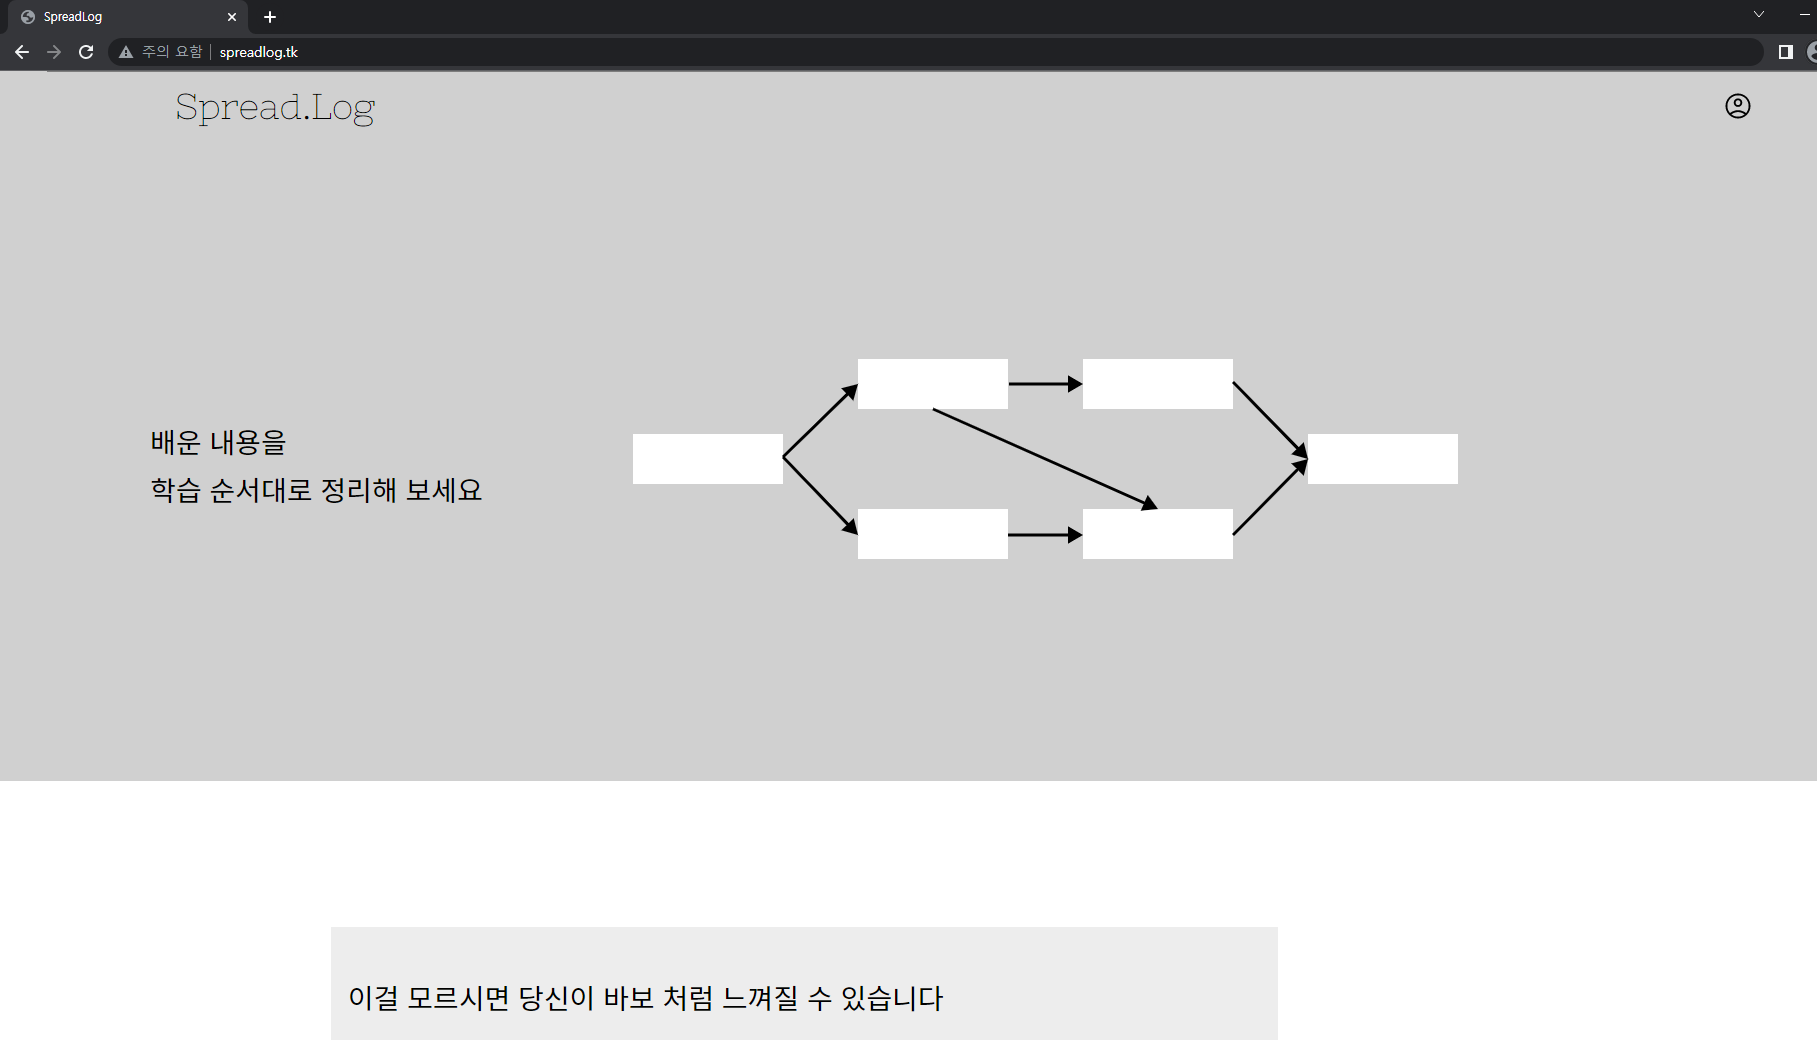 SpreadLog
주의 요함
spreadlog.tk
Spread.Log
배운 내용을
학습 순서대로 정리해 보세요
이걸 모르시면 당신이 바보 처럼 느껴질 수 있습니다